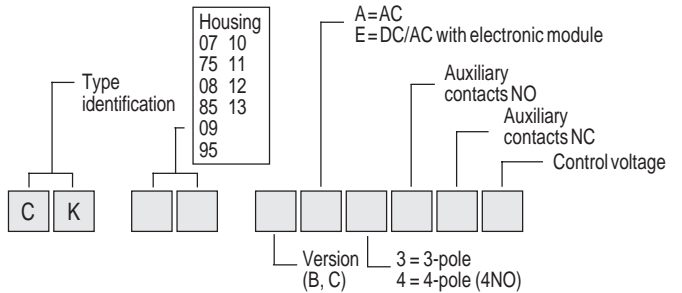 A=AC
E=DC/AC with electronic module
Housing
07 10
75 11
08 12
85 13
09
95
Type
identification
Auxiliary
contacts NO
Auxiliary
contacts NC
Control voltage
C K
Version
(B, C)
3 = 3-pole
4 = 4-pole (4NO)